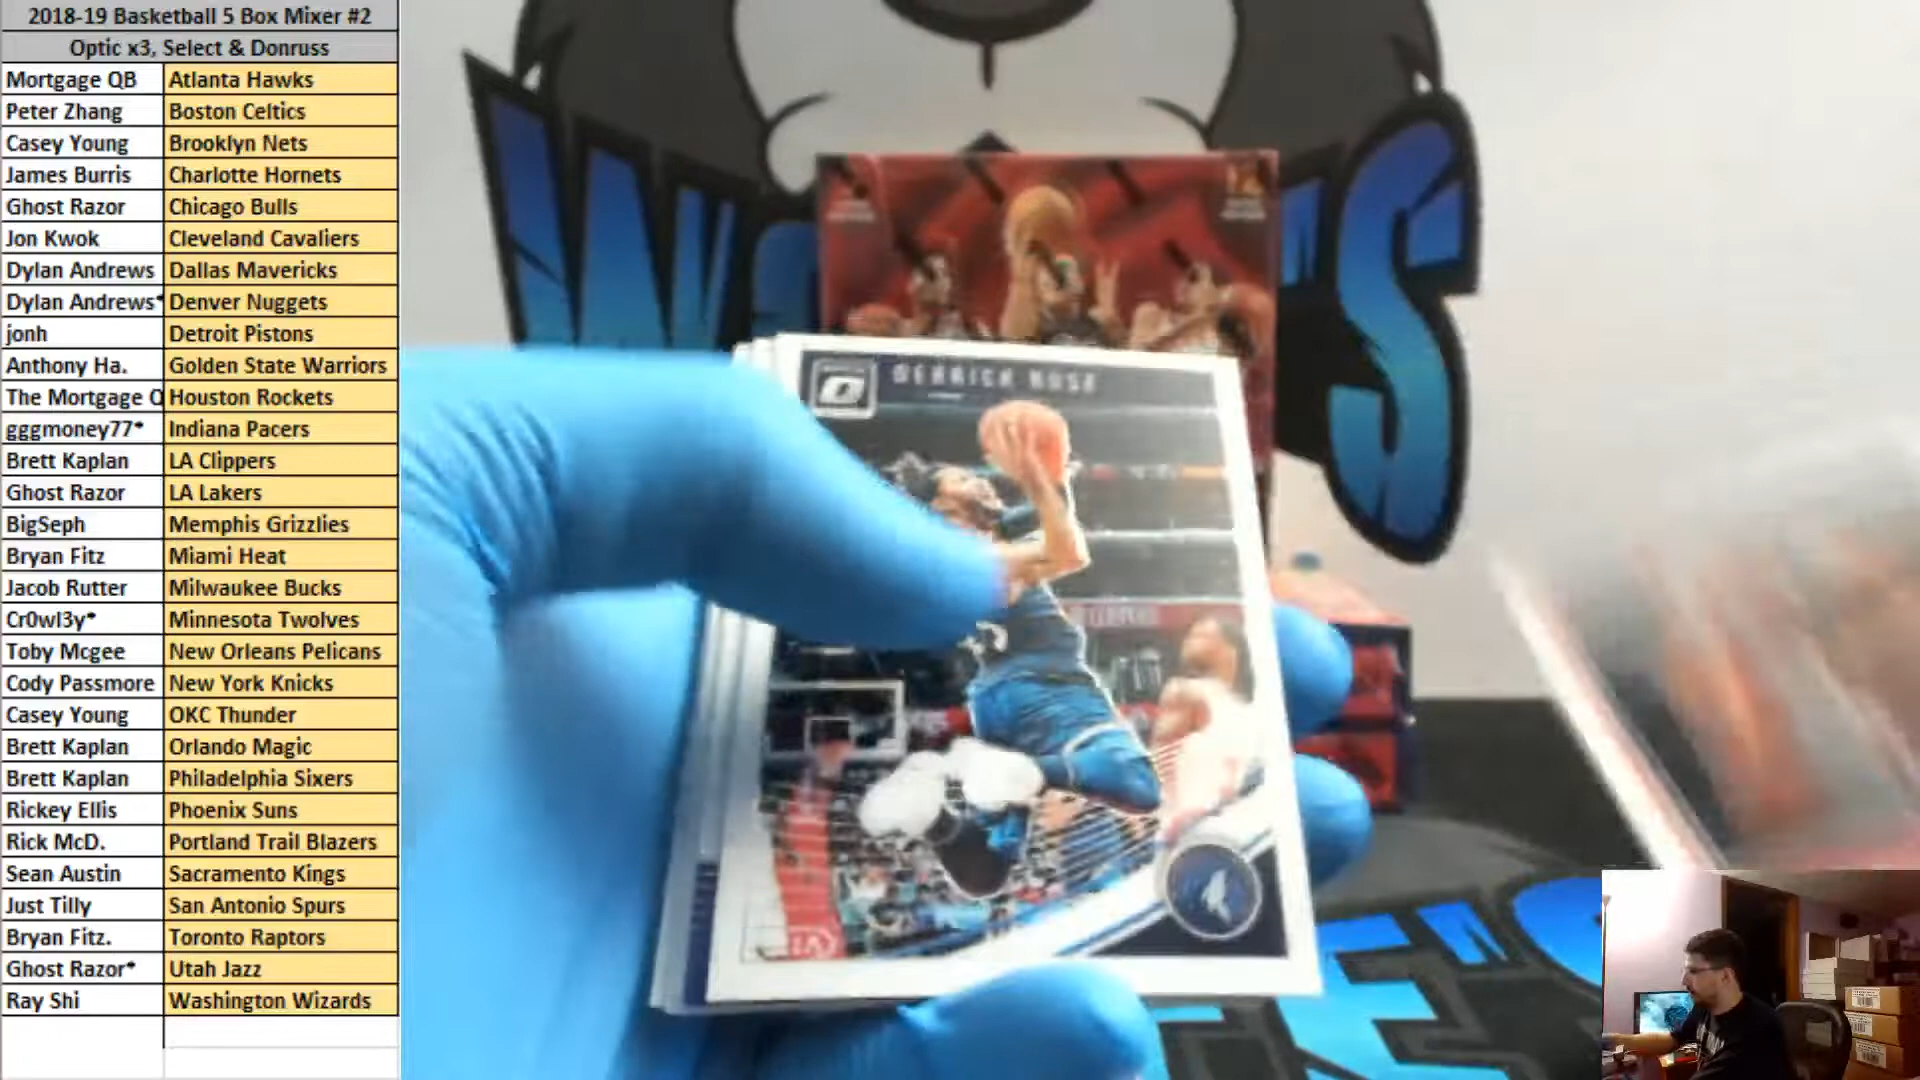 2018-19 Basketball 5 Box Mixer #2
Optic x3, Select & Donruss
Mortgage QB Atlanta Hawks
Peter Zhang Boston Celtics
Casey Young Brooklyn Nets
James Burris Charlotte Hornets
Ghost Razor Chicago Bulls
Jon Kwok Cleveland Cavaliers
Dylan Andrews Dallas Mavericks
Dylan Andrews* Denver Nuggets
jonh Detroit Pistons
Anthony Ha. Golden State Warriors
The Mortgage Q Houston Rockets
gggmoney77* Indiana Pacers
Brett Kaplan LA Clippers
Ghost Razor LA Lakers
BigSeph Memphis Grizzlies
Bryan Fitz Miami Heat
Jacob Rutter Milwaukee Bucks
Cr0wl3y* Minnesota Twolves
Toby Mcgee New Orleans Pelicans
Cody Passmore New York Knicks
Casey Young OKC Thunder
Brett Kaplan Orlando Magic
Brett Kaplan Philadelphia Sixers
Rickey Ellis Phoenix Suns
Rick McD. Portland Trail Blazers
Sean Austin Sacramento Kings
Just Tilly San Antonio Spurs
Bryan Fitz. Toronto Raptors
Ghost Razor* Utah Jazz
Ray Shi Washington Wizards
DERRICK ROSE